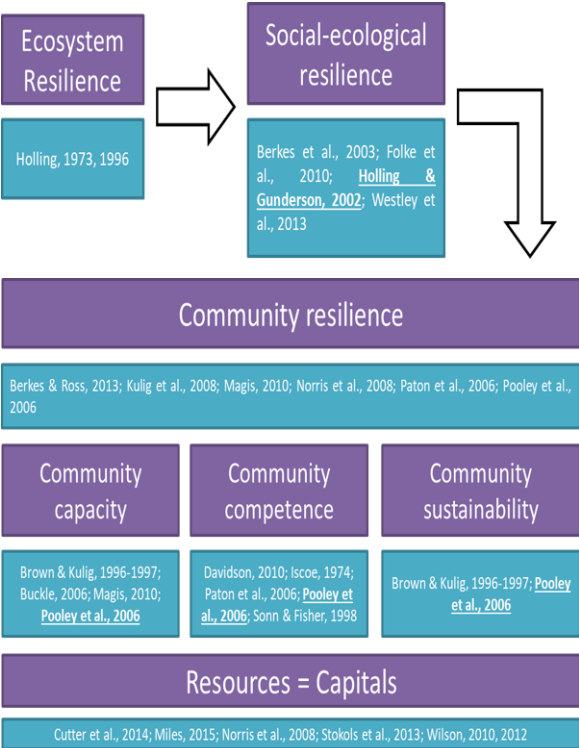 Ecosystem
Resilience
Holling, 1973, 1996
Social-ecological
resilience
Berkes et al., 2003; Folke et
al., 2010; Holling &
Gunderson, 2002; Westley et
al., 2013
Community resilience
Berkes & Ross, 2013; Kulig et al., 2008; Magis, 2010; Norris et al., 2008; Paton et al., 2006; Pooley et al.,
2006
Community
capacity
Brown & Kulig, 1996-1997;
Buckle, 2006; Magis, 2010;
Pooley et al., 2006
Community
competence
Davidson, 2010; Iscoe, 1974;
Paton et al., 2006; Pooley et
al., 2006; Sonn & Fisher, 1998
Community
sustainability
Brown & Kulig, 1996-1997; Pooley
et al., 2006
Resources = Capitals
Cutter et al., 2014; Miles, 2015; Norris et al., 2008; Stokols et al., 2013; Wilson, 2010, 2012